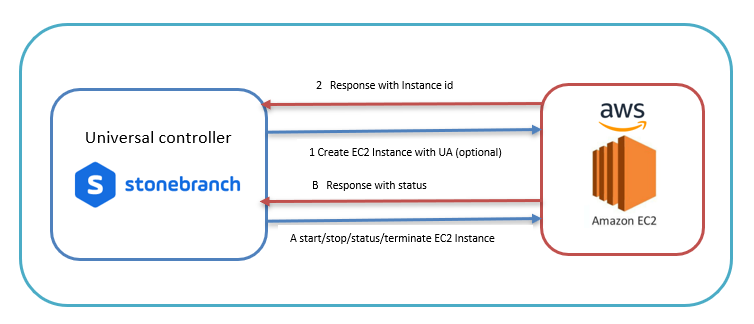 2 Response with Instance id
aws
Universal controller
1 Create EC2 Instance with UA (optional)
S stonebranch
B Response with status
Amazon EC2
A start/stop/status/terminate EC2 Instance